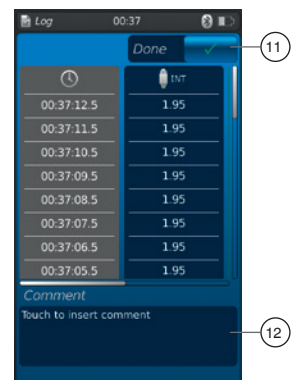 Log 00:37
Done
11
INT
00:37:12.5 1.95
00:37:11.5 1.95
00:37:10.5 1.95
00:37:09.5 1.95
00:37:08.5 1.95
00:37:07.5 1.95
00:37:06.5 1.95
00:37:05.5 1.95
Comment
Touch to insert comment
12